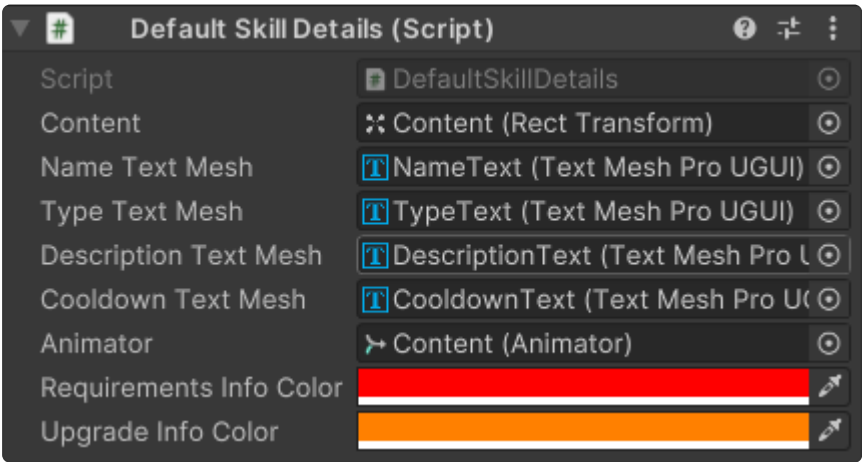 Default Skill Details (Script)
Script DefaultSkillDetails
Content Content (Rect Transform)
Name Text Mesh NameText (Text Mesh Pro UGUI)
Type Text Mesh TypeText (Text Mesh Pro UGUI)
Description Text Mesh DescriptionText (Text Mesh Pro
Cooldown Text Mesh CooldownText (Text Mesh Pro
Animator Content (Animator)
Requirements Info Color
Upgrade Info Color